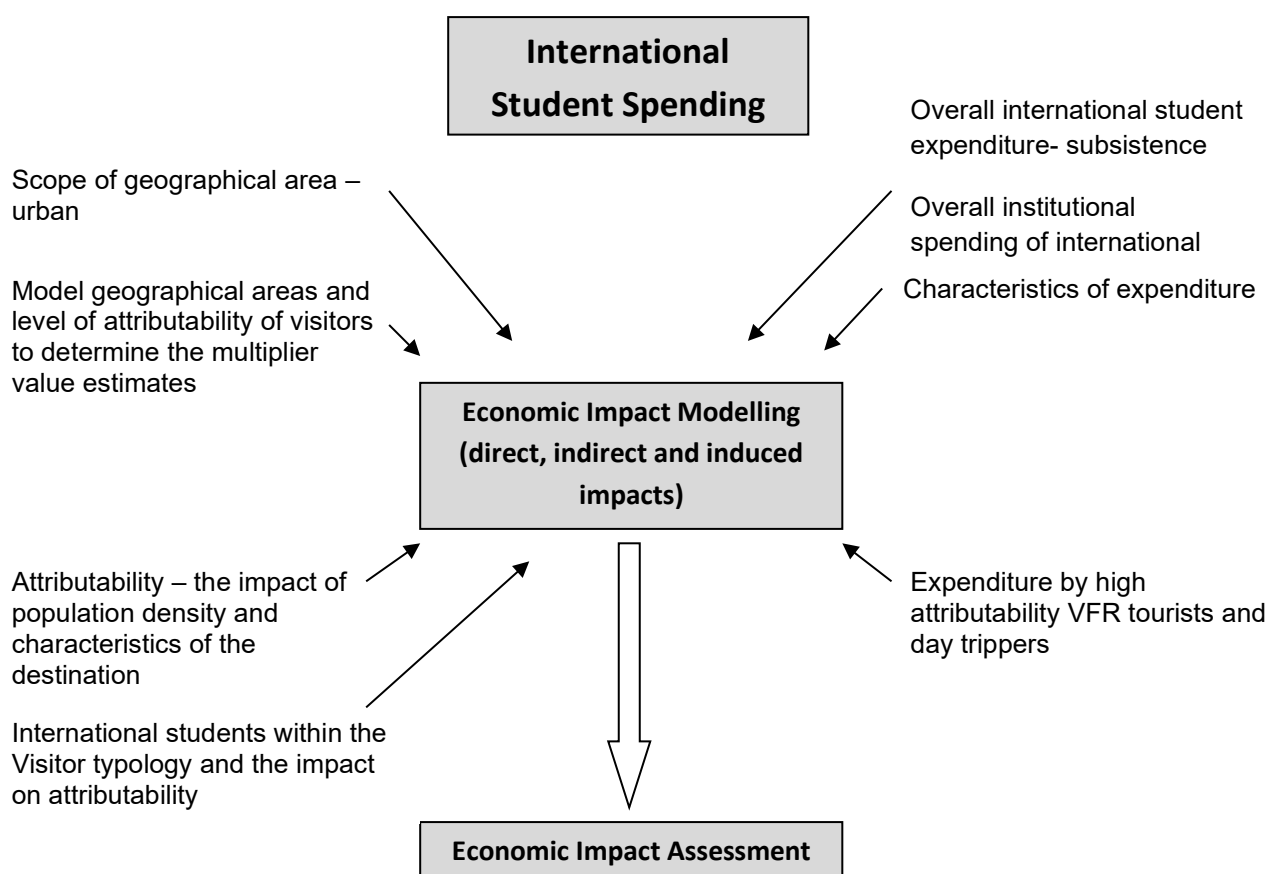 International
Student Spending
Overall international student
expenditure- subsistence
Scope of geographical area –
urban
Overall institutional
spending of international
Model geographical areas and
level of attributability of visitors
to determine the multiplier
value estimates
Characteristics of expenditure
Economic Impact Modelling
(direct, indirect and induced
impacts)
Attributability – the impact of
population density and
characteristics of the
destination
Expenditure by high
attributability VFR tourists and
day trippers
International students within the
Visitor typology and the impact
on attributability
Economic Impact Assessment